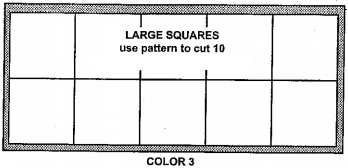 LARGE SQUARES
use pattern to cut 10
COLOR 3